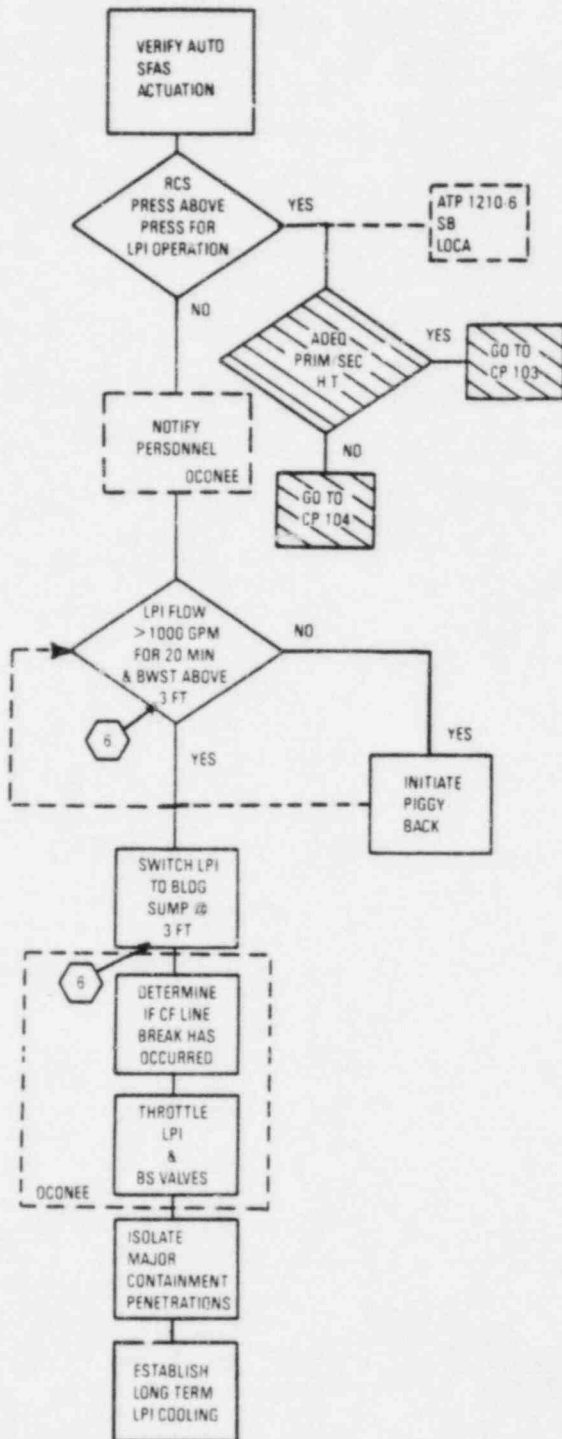 VERIFY AUTO
SFAS
ACTUATION
RCS
PRESS ABOVE
PRESS FOR
LPI OPERATION
YES
ATP 1210-6
SB
LOCA
NO
ADEQ
PRIM/SEC
H T
YES
GO TO
CP 103
NO
GO TO
CP 104
NOTIFY
PERSONNEL
OCONEE
LPI FLOW
>1000 GPM
FOR 20 MIN
& BWST ABOVE
3 FT
NO
6
YES
YES
INITIATE
PIGGY
BACK
SWITCH LPI
TO BLDG
SUMP @
3 FT
6
DETERMINE
IF CF LINE
BREAK HAS
OCCURRED
THROTTLE
LPI
&
BS VALVES
OCONEE
ISOLATE
MAJOR
CONTAINMENT
PENETRATIONS
ESTABLISH
LONG TERM
LPI COOLING